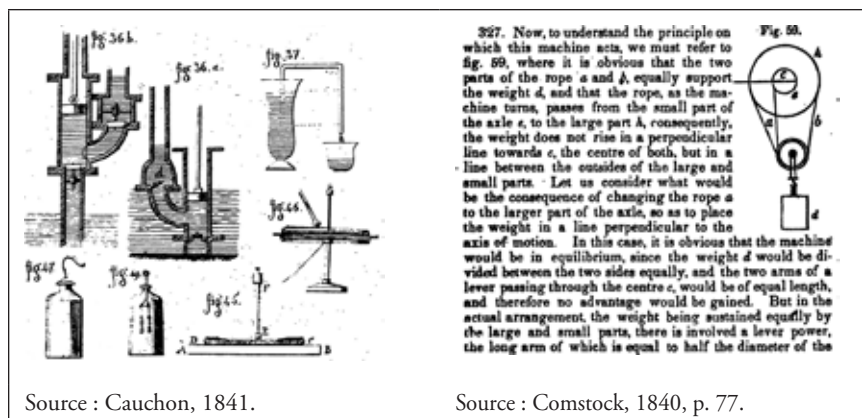 fig.36 b.
fig.36.a.
fig.37
fig.46.
fig.47
fig.45.
P
E
D
C
A
B
Source : Cauchon, 1841.
327. Now, to understand the principle on
which this machine acts, we must refer to
fig. 59, where it is obvious that the two
parts of the rope a and b, equally support
the weight d, and that the rope, as the ma-
chine turns, passes from the small part of
the axle e, to the large part h, consequently,
the weight does not rise in a perpendicular
line towards c, the centre of both, but in a
line between the outsides of the large and
small parts. Let us consider what would
be the consequence of changing the rope a
to the larger part of the axle, so as to place
the weight in a line perpendicular to the
axis of motion. In this case, it is obvious that the machine
would be in equilibrium, since the weight d would be di-
vided between the two sides equally, and the two arms of a
lever passing through the centre c, would be of equal length,
and therefore no advantage would be gained. But in the
actual arrangement, the weight being sustained equally by
the large and small parts, there is involved a lever power,
the long arm of which is equal to half the diameter of the
Fig. 59.
c
a
b
d
Source : Comstock, 1840, p. 77.